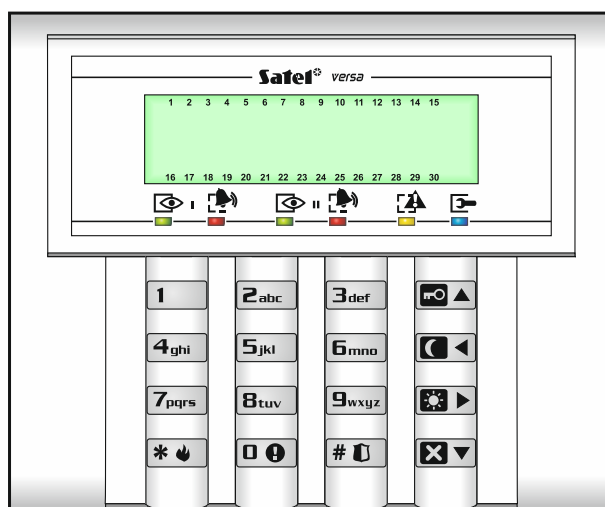 Satel versa
1 2 3 4 5 6 7 8 9 10 11 12 13 14 15
16 17 18 19 20 21 22 23 24 25 26 27 28 29 30
I II
1 2abc 3def
4ghi 5jkl 6mno
7pqrs 8tuv 9wxyz
* 0 #